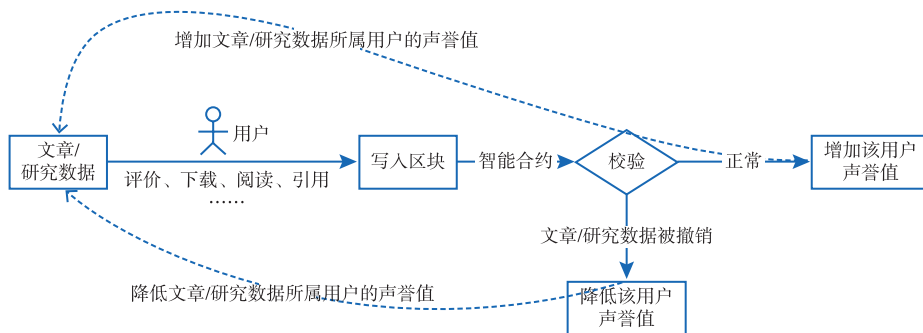 增加文章/研究数据所属用户的声誉值
用户
文章/
研究数据
评价、下载、阅读、引用
……
写入区块
智能合约
校验
正常
增加该用户
声誉值
文章/研究数据被撤销
降低文章/研究数据所属用户的声誉值
降低该用户
声誉值